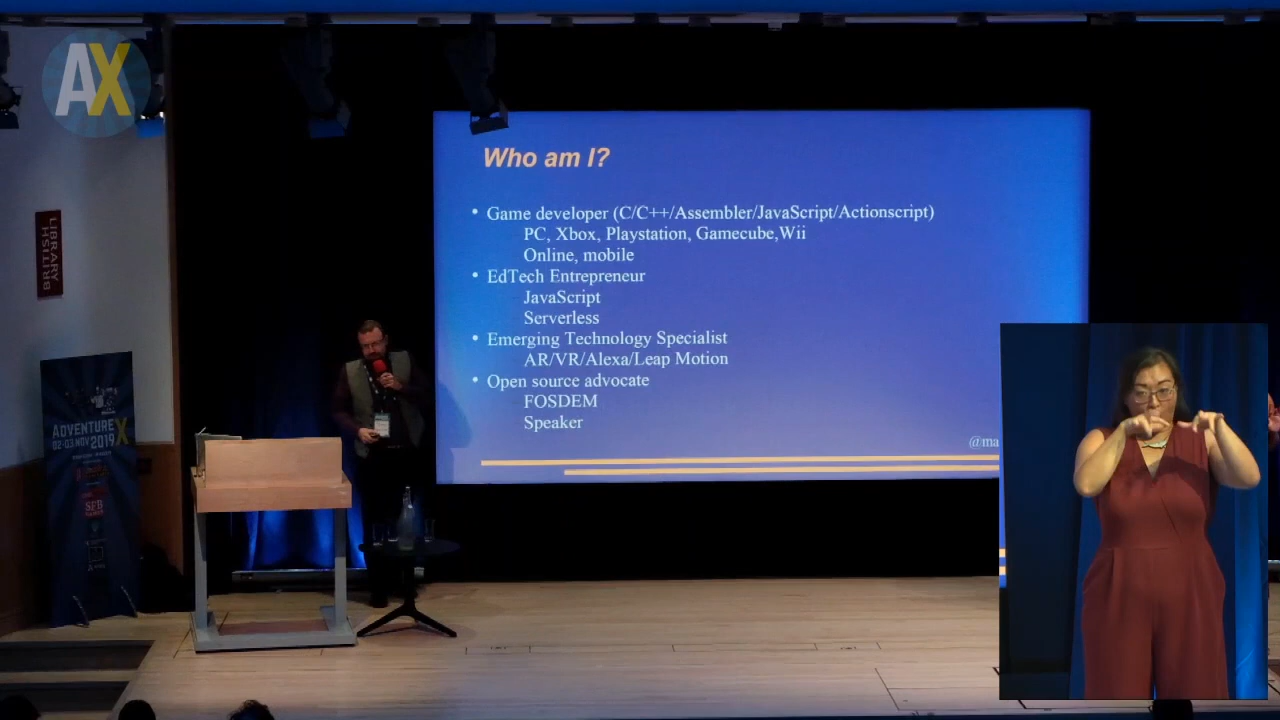 AX
Who am I?
• Game developer (C/C++/Assembler/JavaScript/Actionscript)
PC, Xbox, Playstation, Gamecube,Wii
Online, mobile
• EdTech Entrepreneur
JavaScript
Serverless
• Emerging Technology Specialist
AR/VR/Alexa/Leap Motion
• Open source advocate
FOSDEM
Speaker
@ma
BRITISH
LIBRARY
ADVENTURE X
02-03 NOV 2019